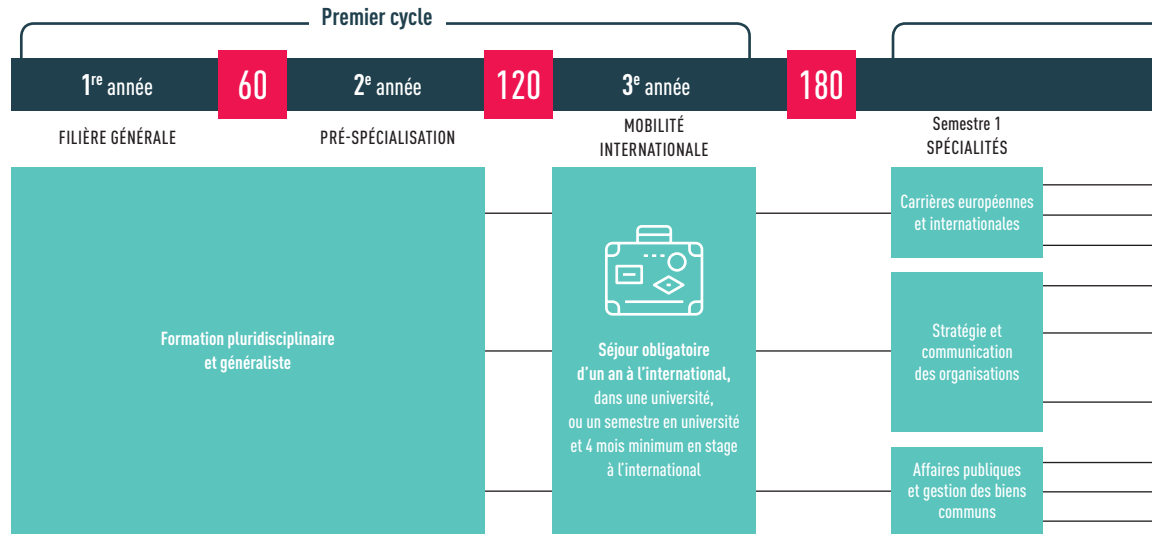 Premier cycle
1re année
60
2e année
120
3e année
180
FILIÈRE GÉNÉRALE
PRÉ-SPÉCIALISATION
MOBILITÉ
INTERNATIONALE
Semestre 1
SPÉCIALITÉS
Formation pluridisciplinaire
et généraliste
Séjour obligatoire
d'un an à l'international,
dans une université,
ou un semestre en université
et 4 mois minimum en stage
à l'international
Carrières européennes
et internationales
Stratégie et
communication
des organisations
Affaires publiques
et gestion des biens
communs